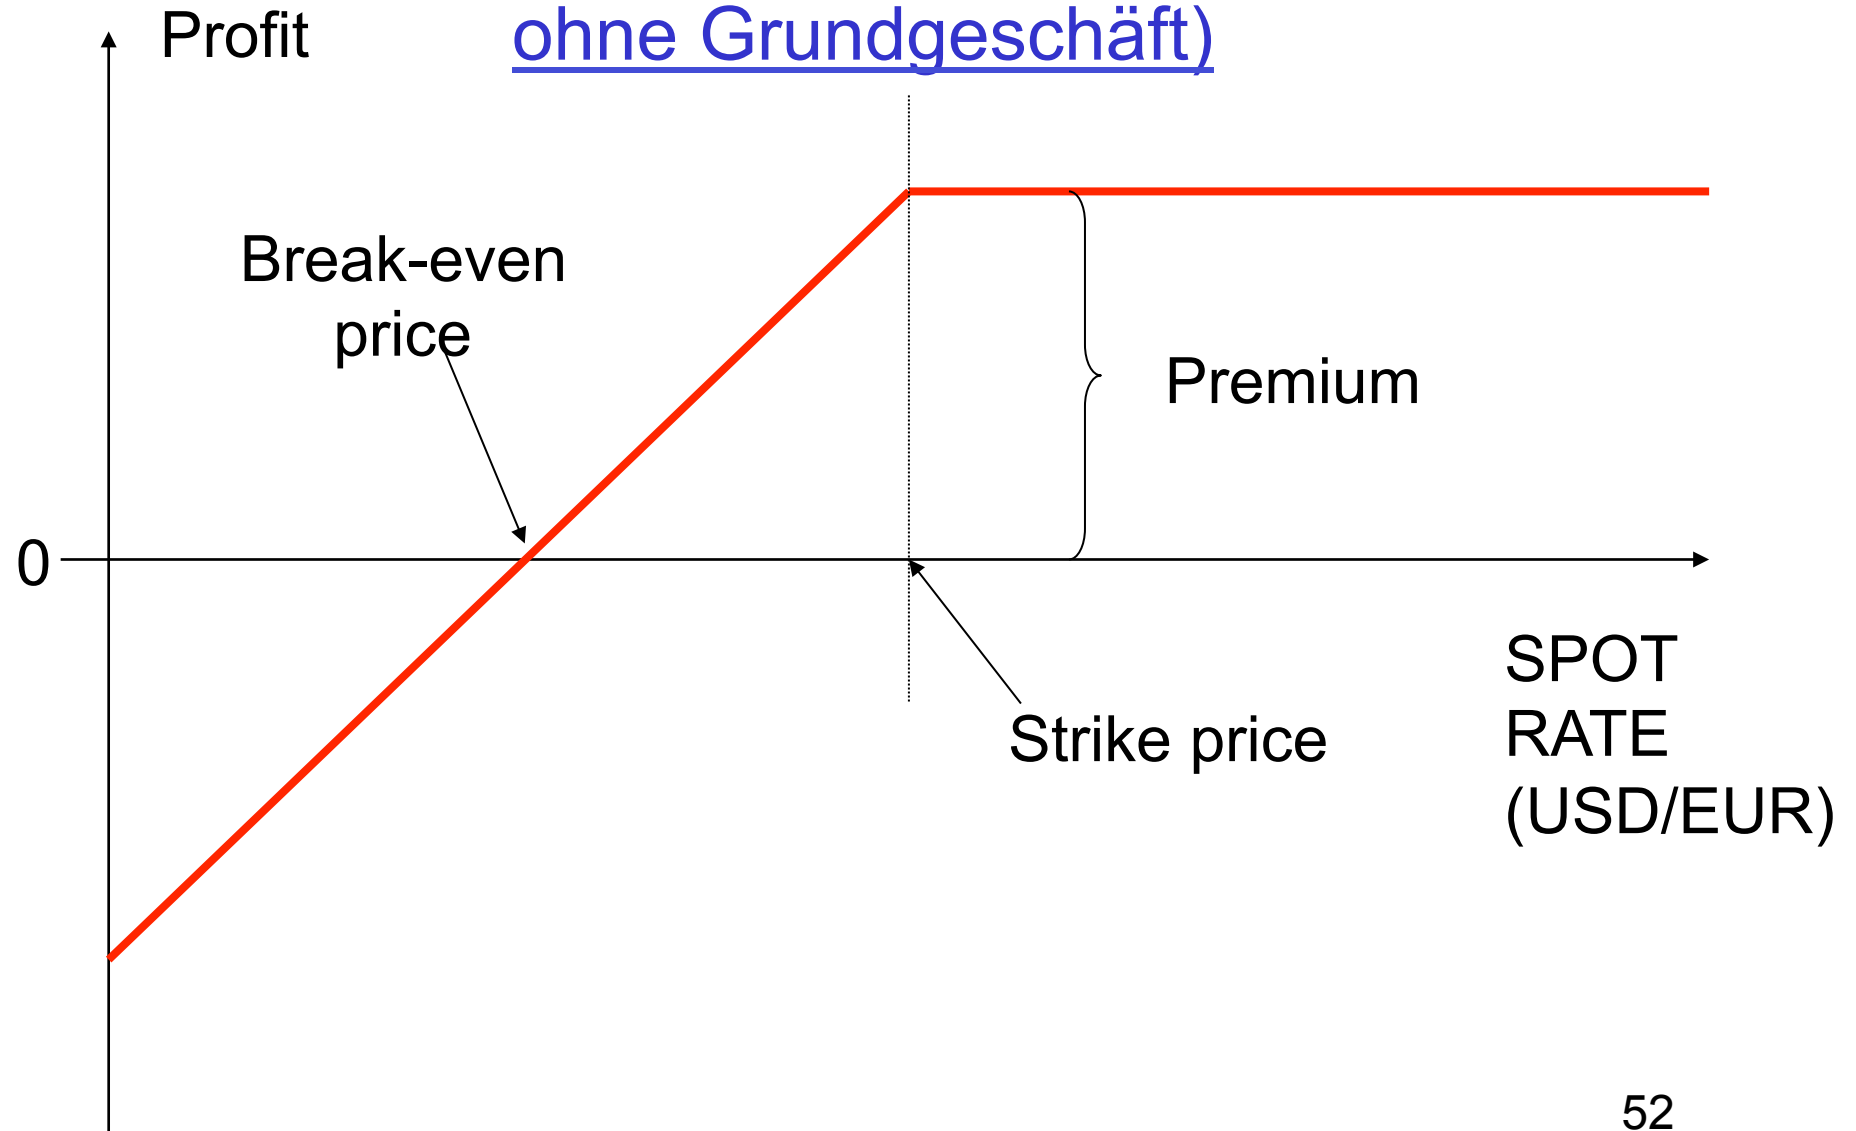 Profit
ohne Grundgeschäft)
Break-even
price
Premium
0
SPOT
RATE
(USD/EUR)
Strike price
52